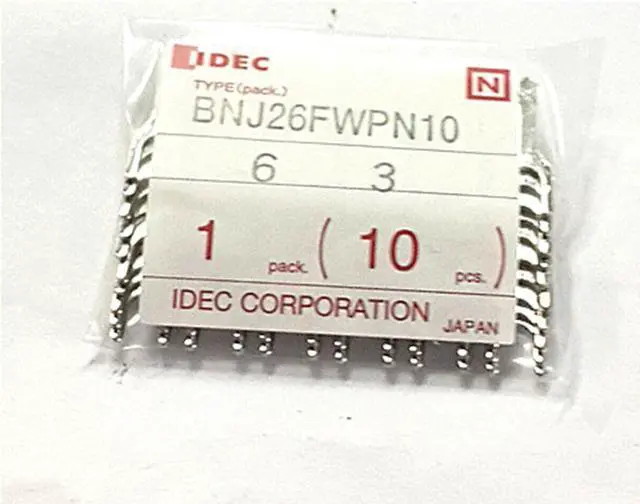 IDEC
N
TYPE(pack.)
BNJ26FWPN10
6 3
1 pack. ( 10 pcs. )
IDEC CORPORATION JAPAN